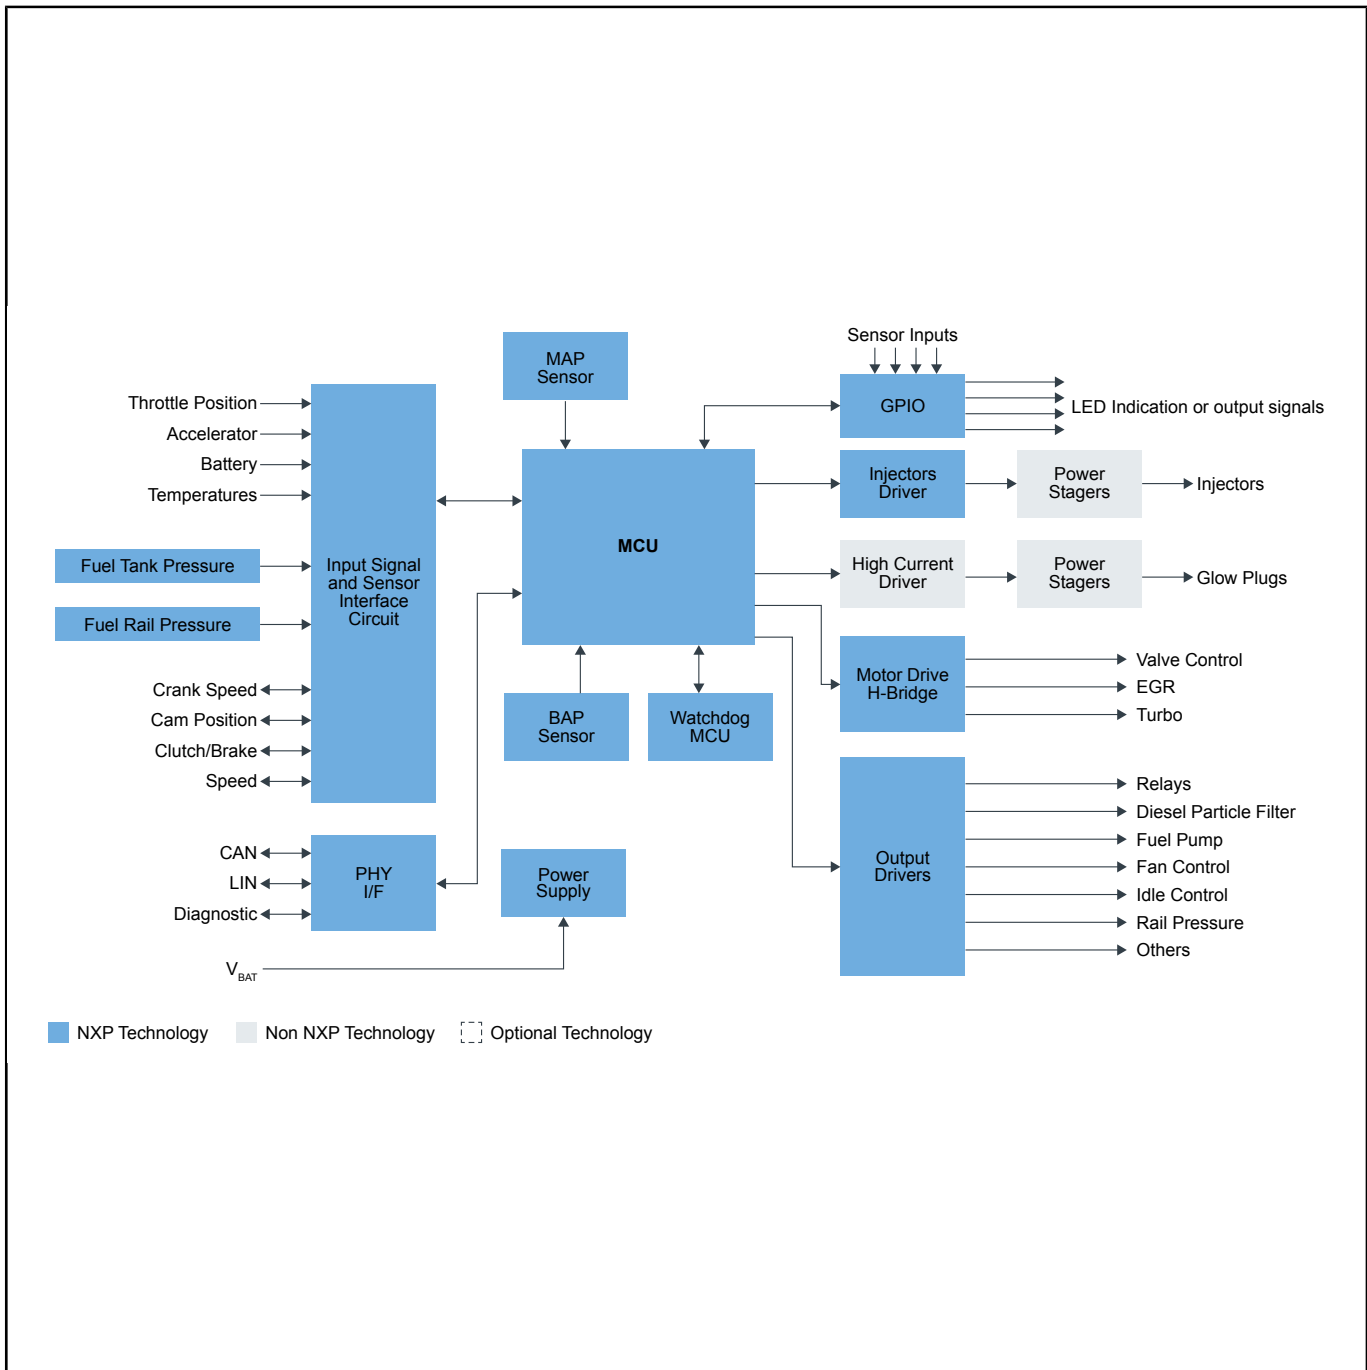 Sensor Inputs
MAP
Sensor
Throttle Position
Accelerator
Battery
Temperatures
Fuel Tank Pressure
Fuel Rail Pressure
Crank Speed
Cam Position
Clutch/Brake
Speed
Input Signal
and Sensor
Interface
Circuit
CAN
LIN
Diagnostic
PHY
I/F
VBAT
Power
Supply
MCU
BAP
Sensor
Watchdog
MCU
GPIO
LED Indication or output signals
Injectors
Driver
Power
Stagers
Injectors
High Current
Driver
Power
Stagers
Glow Plugs
Motor Drive
H-Bridge
Valve Control
EGR
Turbo
Output
Drivers
Relays
Diesel Particle Filter
Fuel Pump
Fan Control
Idle Control
Rail Pressure
Others
NXP Technology
Non NXP Technology
Optional Technology